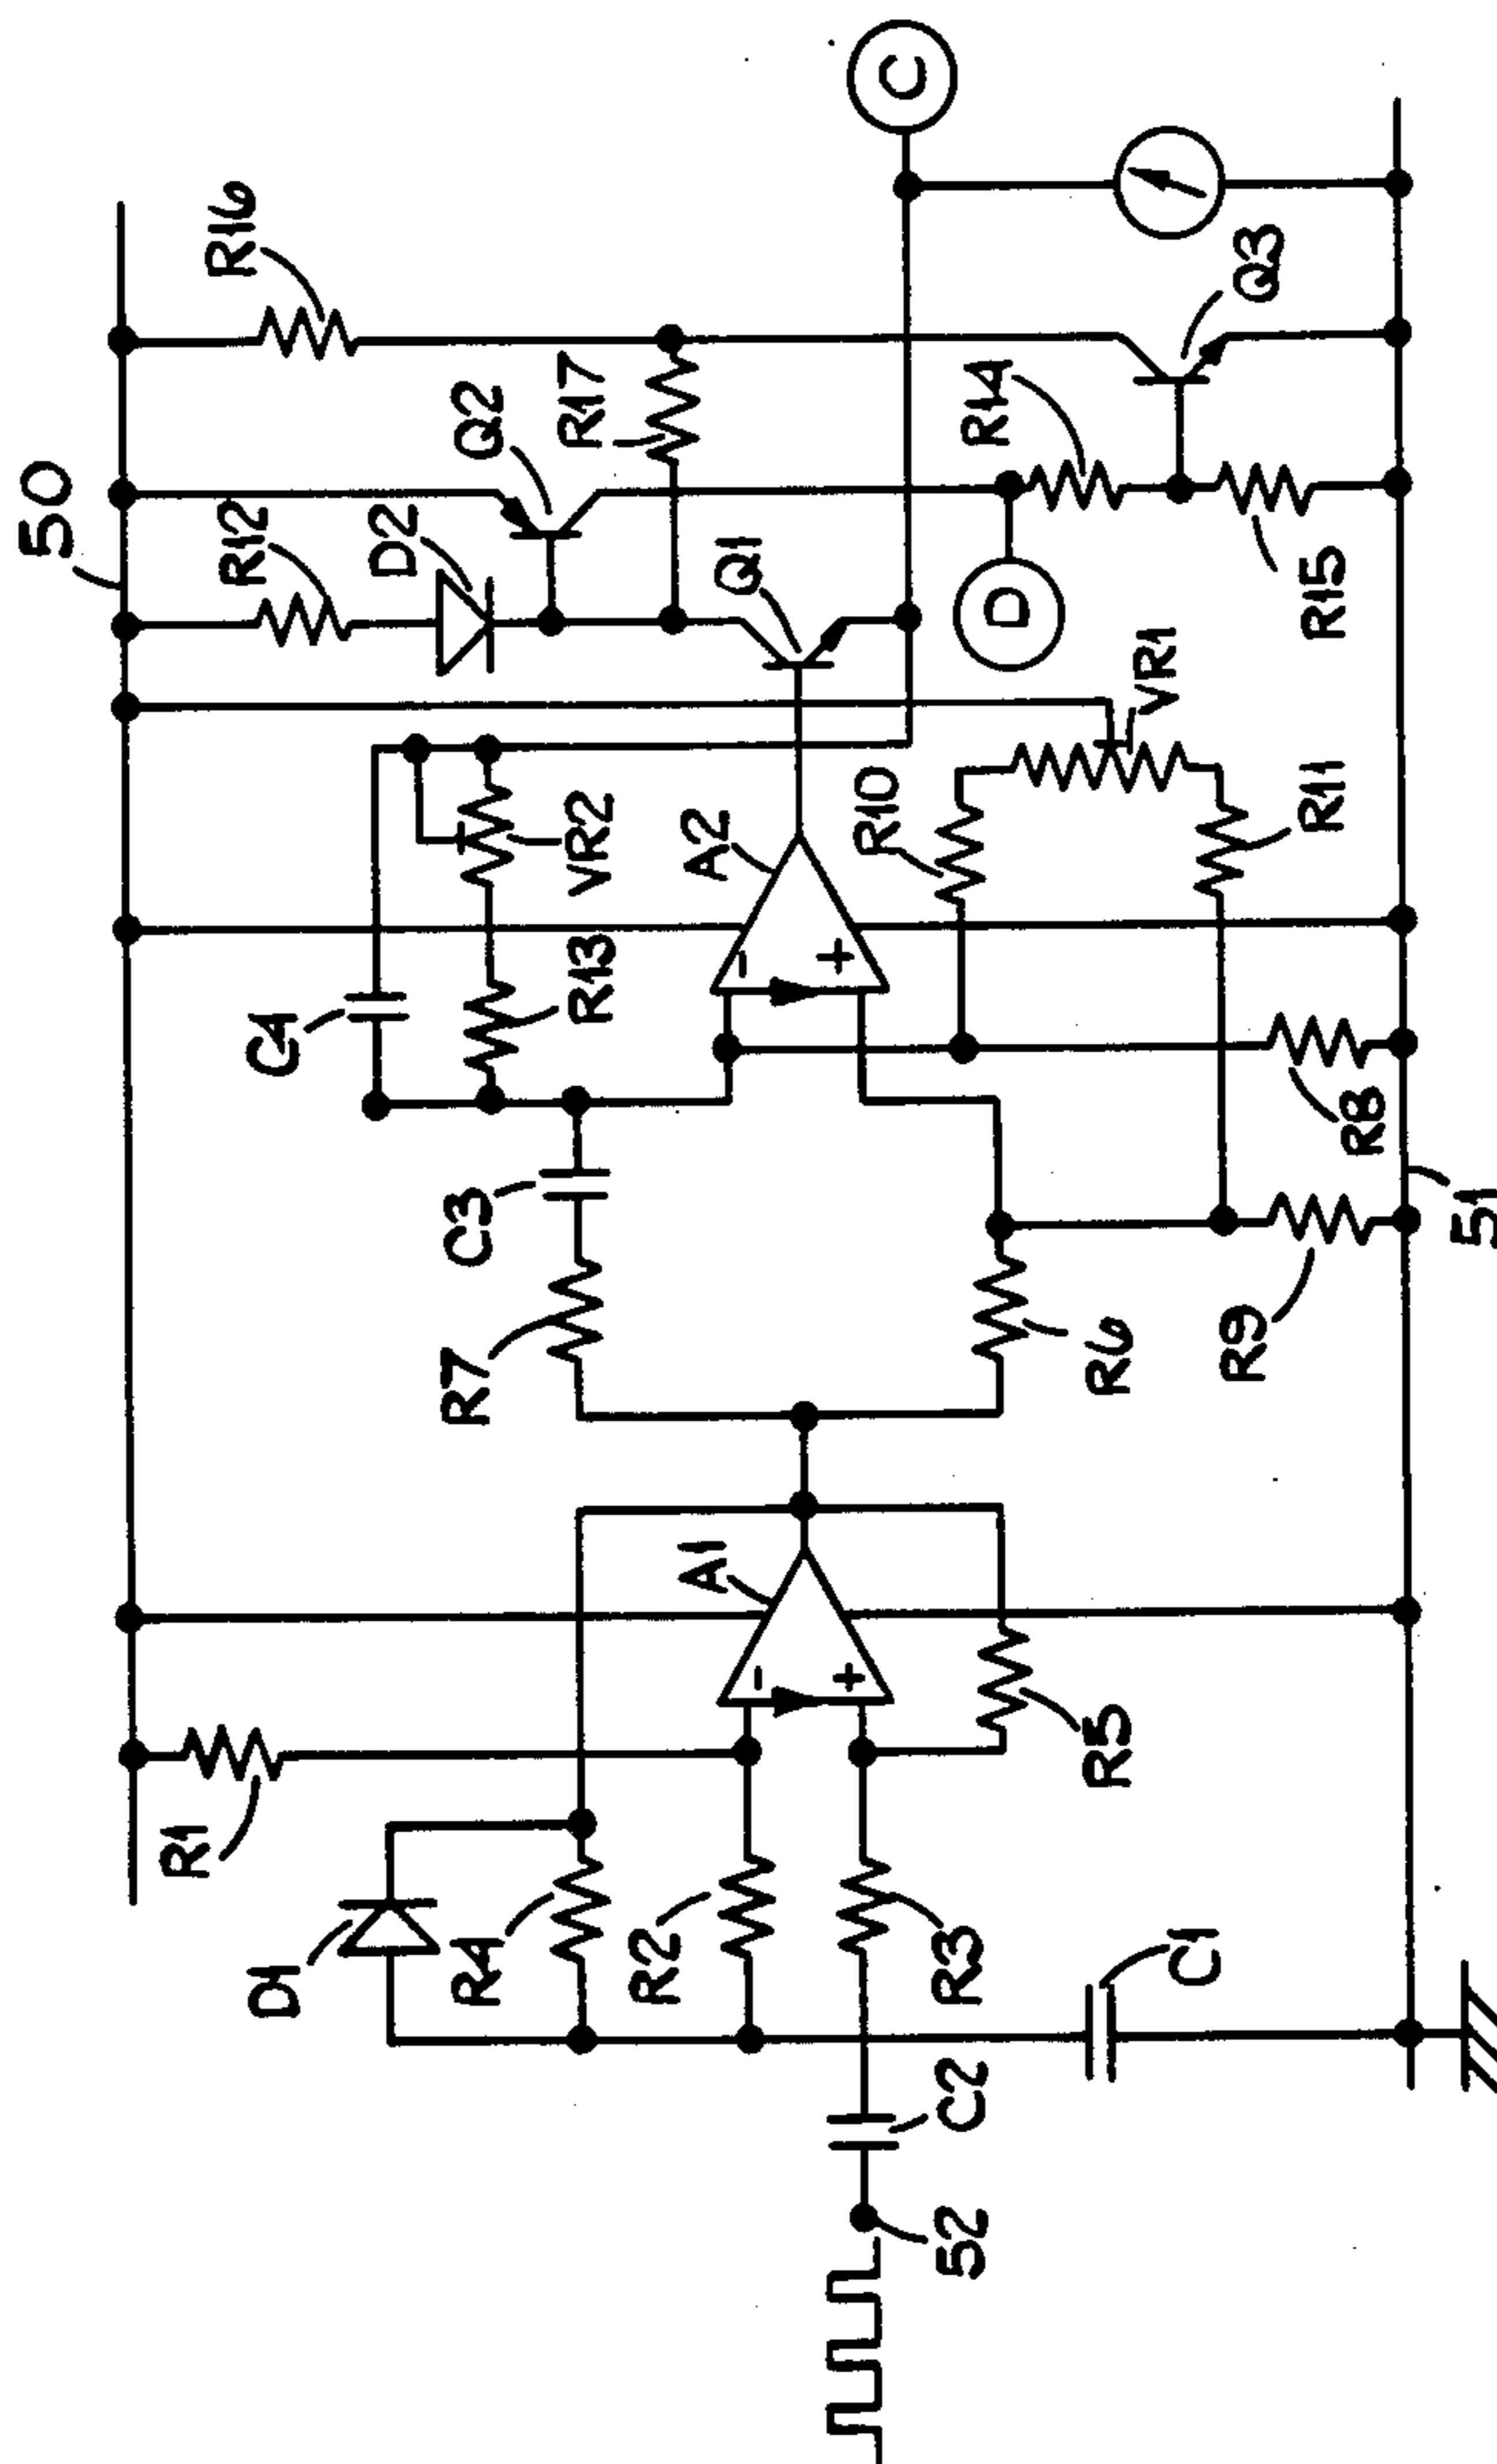 50
R16
R12
Q2
D2
R17
C
Q1
R14
Q3
D
R15
VR1
C4
VR2
R13
A2
R10
R11
C3
R7
R6
R8
R9
51
-
+
A1
-
+
R1
R5
D1
R4
R2
R3
C1
C2
52